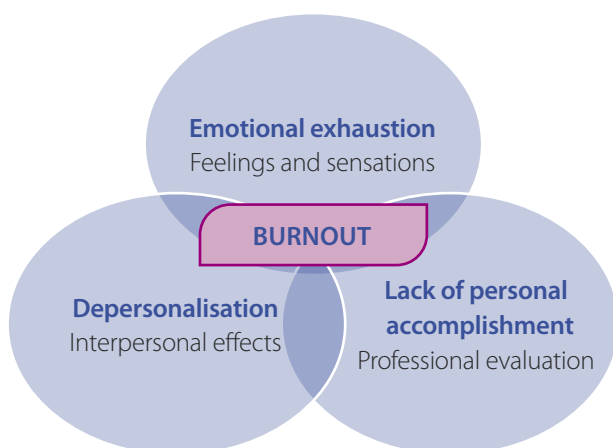 Emotional exhaustion
Feelings and sensations
BURNOUT
Depersonalisation
Interpersonal effects
Lack of personal
accomplishment
Professional evaluation